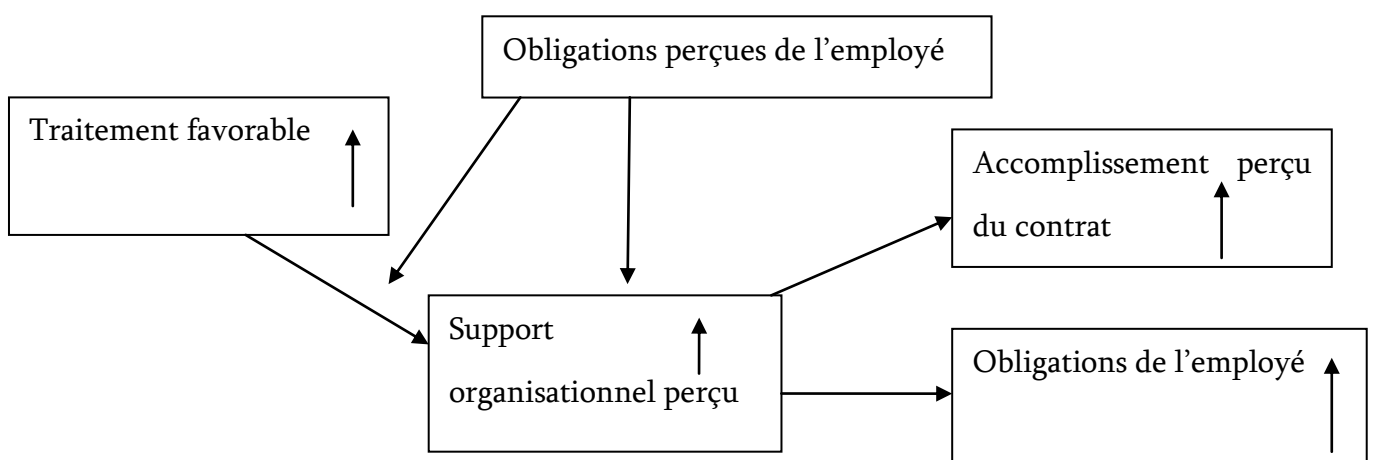 Obligations perçues de l’employé
Traitement favorable
Accomplissement perçu
du contrat
Support
organisationnel perçu
Obligations de l’employé